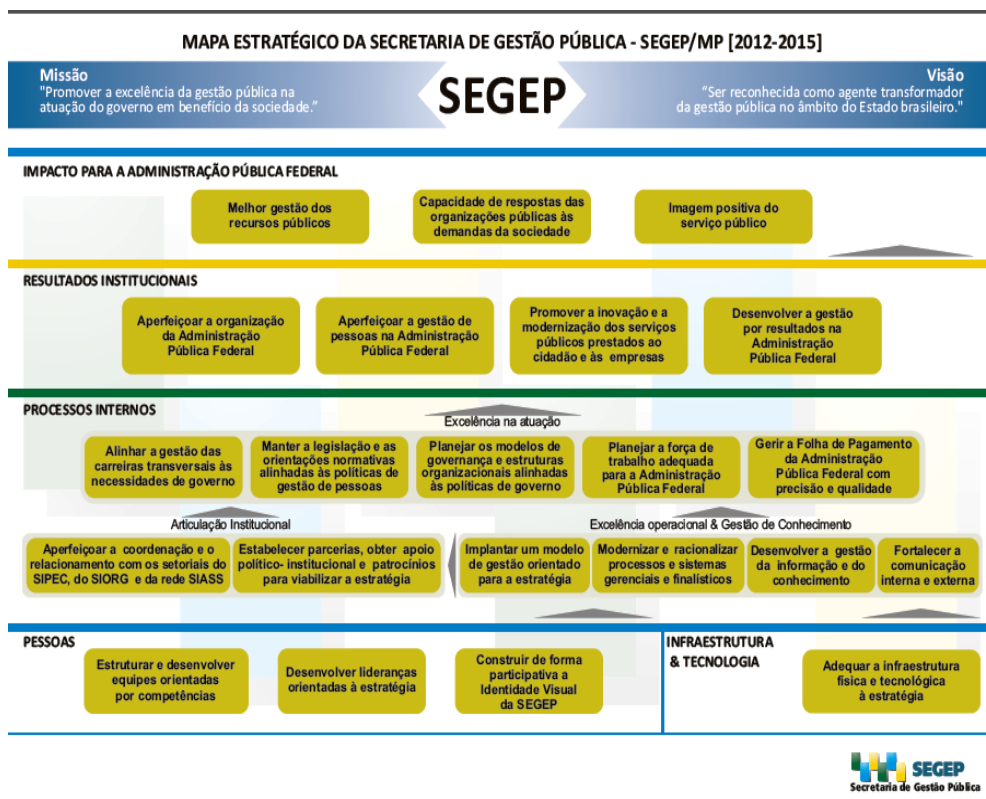 MAPA ESTRATÉGICO DA SECRETARIA DE GESTÃO PÚBLICA - SEGEP/MP [2012-2015]
Missão
"Promover a excelência da gestão pública na
atuação do governo em benefício da sociedade."
SEGEP
Visão
"Ser reconhecida como agente transformador
da gestão pública no âmbito do Estado brasileiro."
IMPACTO PARA A ADMINISTRAÇÃO PÚBLICA FEDERAL
Melhor gestão dos
recursos públicos
Capacidade de respostas das
organizações públicas às
demandas da sociedade
Imagem positiva do
serviço público
RESULTADOS INSTITUCIONAIS
Aperfeiçoar a organização
da Administração
Pública Federal
Aperfeiçoar a gestão de
pessoas na Administração
Pública Federal
Promover a inovação e a
modernização dos serviços
públicos prestados ao
cidadão e às empresas
Desenvolver a gestão
por resultados na
Administração
Pública Federal
PROCESSOS INTERNOS
Excelência na atuação
Alinhar a gestão das
carreiras transversais às
necessidades de governo
Manter a legislação e as
orientações normativas
alinhadas às políticas de
gestão de pessoas
Planejar os modelos de
governança e estruturas
organizacionais alinhadas
às políticas de governo
Planejar a força de
trabalho adequada
para a Administração
Pública Federal
Gerir a Folha de Pagamento
da Administração
Pública Federal com
precisão e qualidade
Articulação Institucional
Aperfeiçoar a coordenação e o
relacionamento com os setoriais do
SIPEC, do SIORG e da rede SIASS
Estabelecer parcerias, obter apoio
político- institucional e patrocínios
para viabilizar a estratégia
Excelência operacional & Gestão de Conhecimento
Implantar um modelo
de gestão orientado
para a estratégia
Modernizar e racionalizar
processos e sistemas
gerenciais e finalísticos
Desenvolver a gestão
da informação e do
conhecimento
Fortalecer a
comunicação
interna e externa
PESSOAS
Estruturar e desenvolver
equipes orientadas
por competências
Desenvolver lideranças
orientadas à estratégia
Construir de forma
participativa a
Identidade Visual
da SEGEP
INFRAESTRUTURA
& TECNOLOGIA
Adequar a infraestrutura
física e tecnológica
à estratégia
SEGEP
Secretaria de Gestão Pública